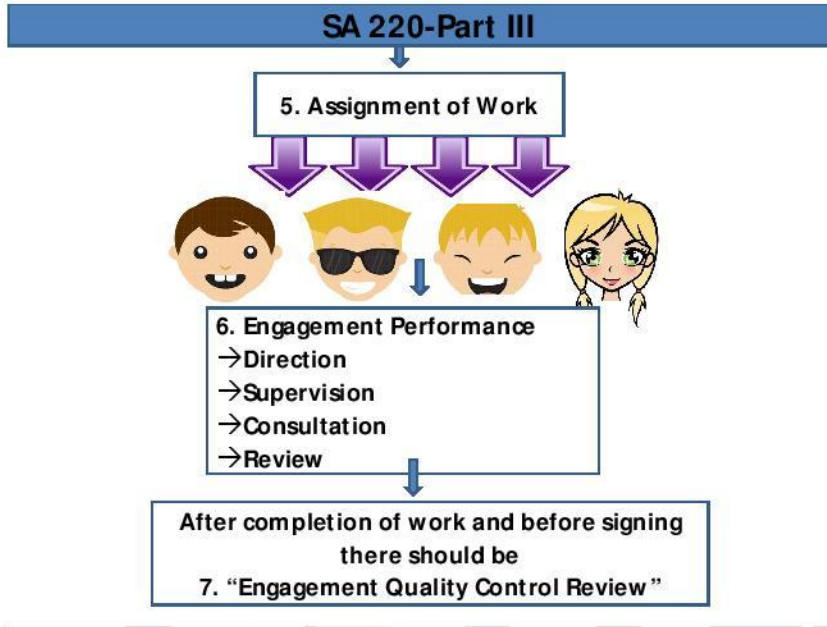 SA 220-Part III
5. Assignment of Work
6. Engagement Performance
→Direction
→Supervision
→Consultation
→Review
After completion of work and before signing
there should be
7. “Engagement Quality Control Review”